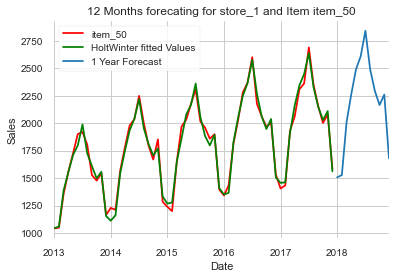 12 Months forecating for store_1 and Item item_50
item_50
HoltWinter fitted Values
1 Year Forecast
Sales
2750
2500
2250
2000
1750
1500
1250
1000
2013
2014
2015
2016
2017
2018
Date